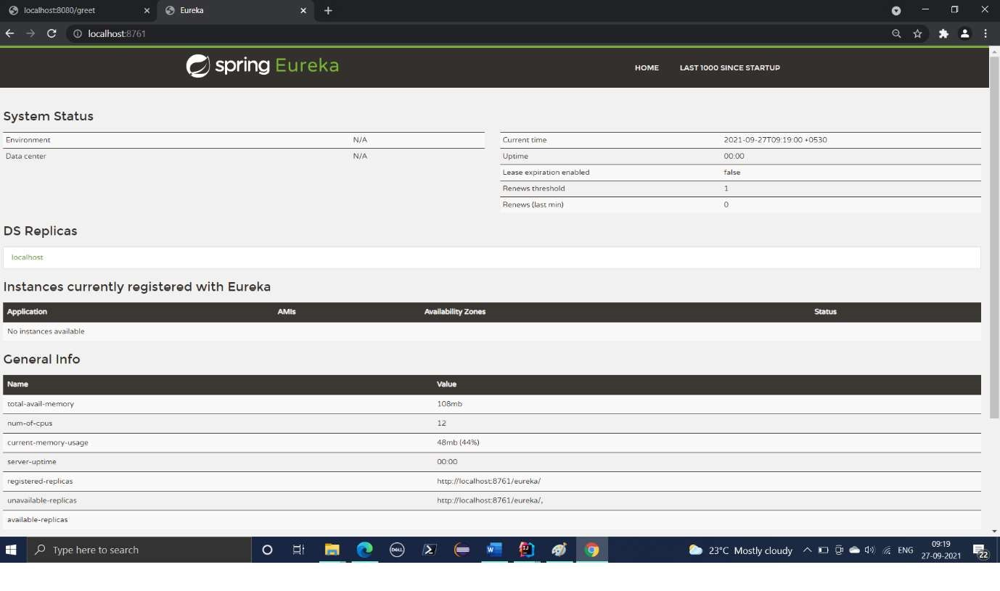 localhost:8080/greet
Eureka
localhost:8761
spring Eureka
HOME LAST 1000 SINCE STARTUP
System Status
Environment N/A
Data center N/A
Current time 2021-09-27T09:19:00 +0530
Uptime 00:00
Lease expiration enabled false
Renews threshold 1
Renews (last min) 0
DS Replicas
localhost
Instances currently registered with Eureka
Application AMIs Availability Zones Status
No instances available
General Info
Name Value
total-avail-memory 108mb
num-of-cpus 12
current-memory-usage 48mb (44%)
server-uptime 00:00
registered-replicas http://localhost:8761/eureka/
unavailable-replicas http://localhost:8761/eureka/,
available-replicas
Type here to search
DELL
W
IJ
23°C Mostly cloudy
ENG
09:19
27-09-2021
22